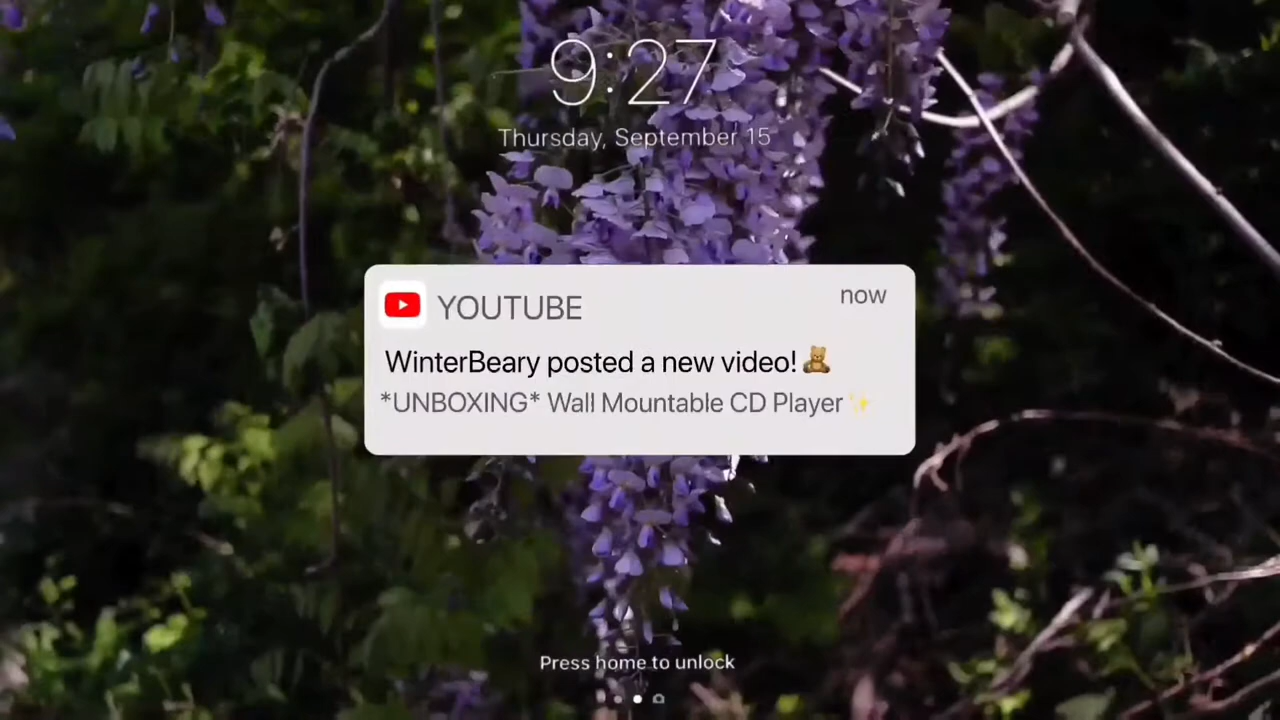 9:27
Thursday, September 15
YOUTUBE
now
WinterBeary posted a new video!🧸
*UNBOXING* Wall Mountable CD Player✨
Press home to unlock